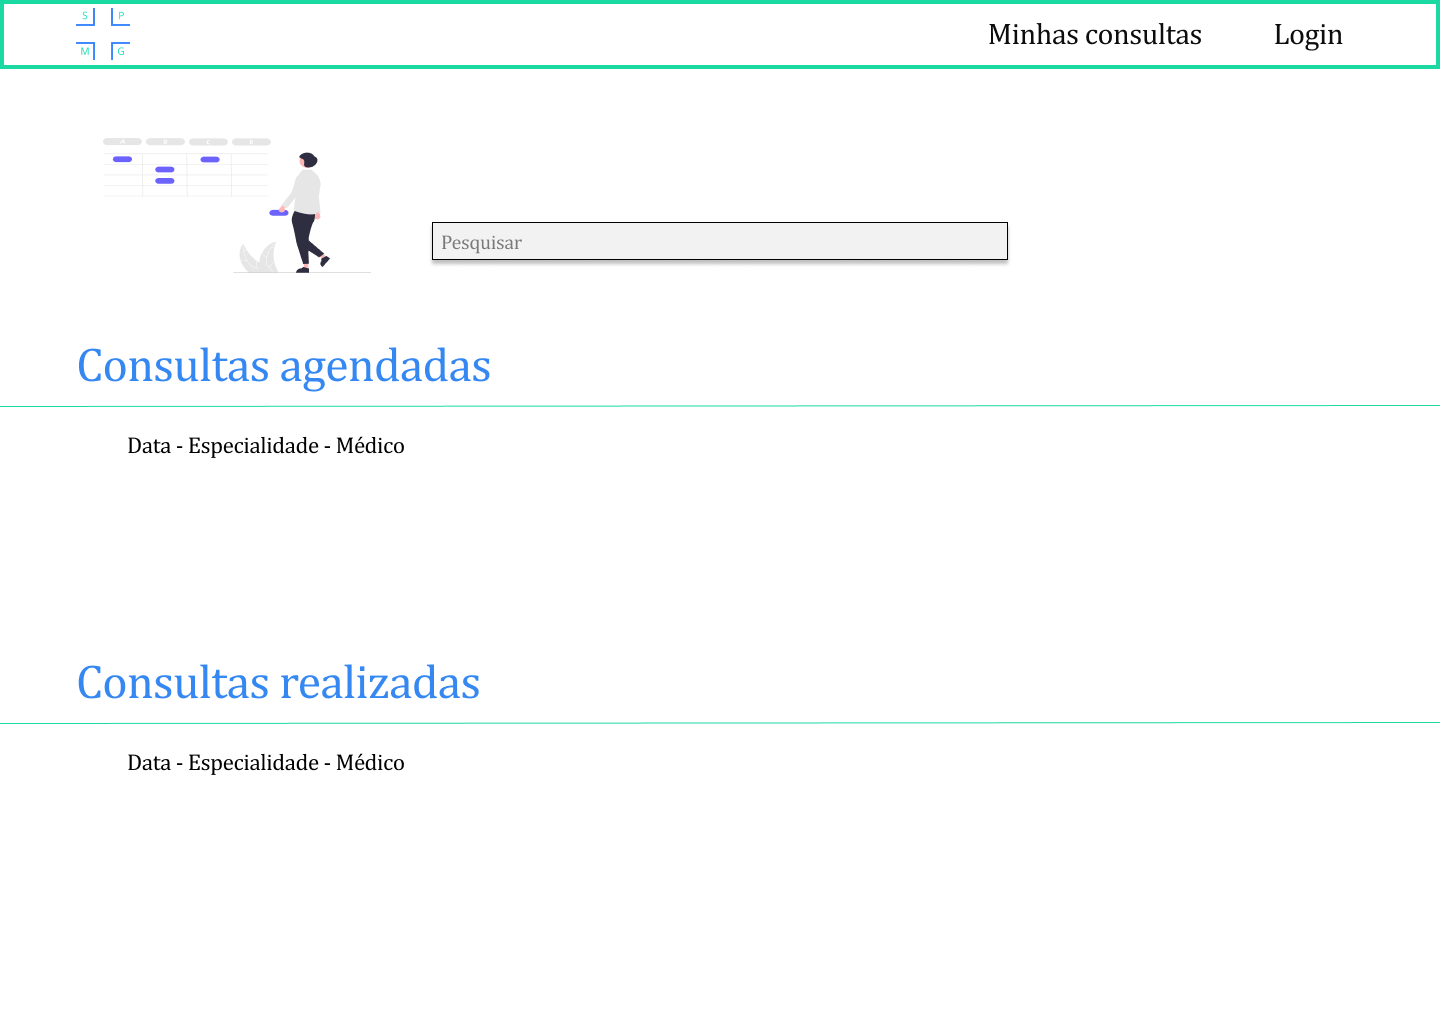 S P
M G
Minhas consultas Login
Pesquisar
Consultas agendadas
Data - Especialidade - Médico
Consultas realizadas
Data - Especialidade - Médico